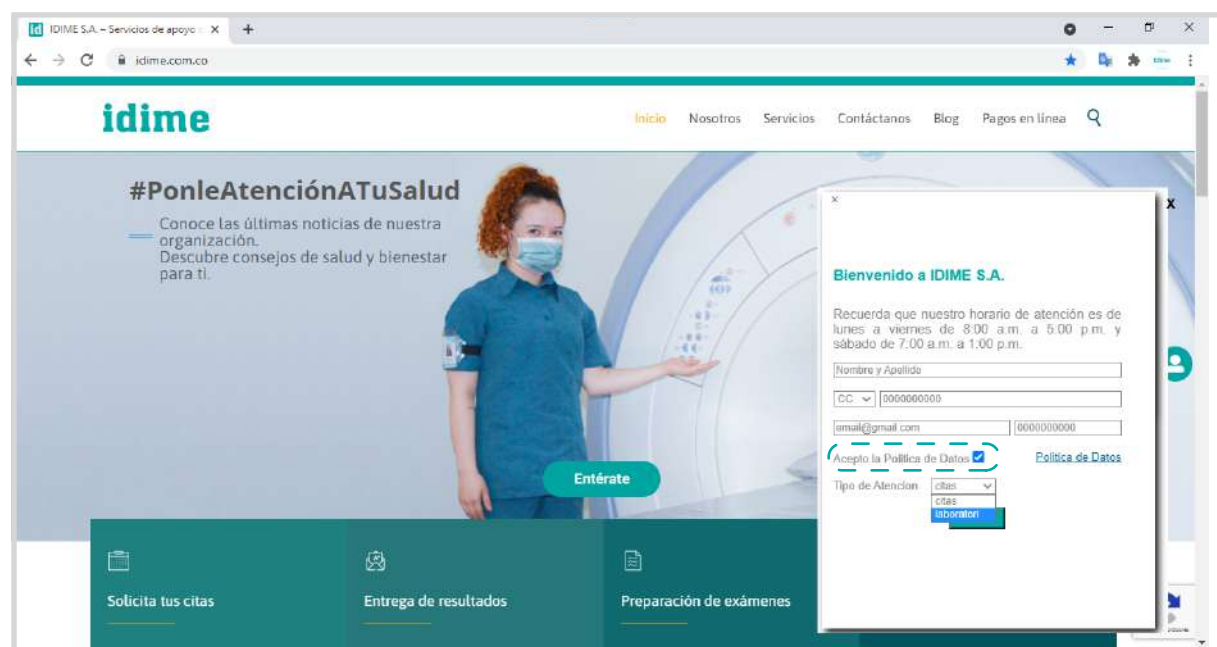 id IDIME S.A. – Servicios de apoyo
idime.com.co
idime
Inicio Nosotros Servicios Contáctanos Blog Pagos en línea
#PonleAtenciónATuSalud
Conoce las últimas noticias de nuestra
organización.
Descubre consejos de salud y bienestar
para ti.
Entérate
x
X
Bienvenido a IDIME S.A.
Recuerda que nuestro horario de atención es de
lunes a viernes de 8:00 a.m. a 5:00 p.m. y
sábado de 7:00 a.m. a 1:00 p.m.
Nombre y Apellido
CC 0000000000
email@gmail.com 0000000000
Acepto la Politica de Datos Politica de Datos
Tipo de Atencion citas
citas
laboratori
Solicita tus citas
Entrega de resultados
Preparación de exámenes